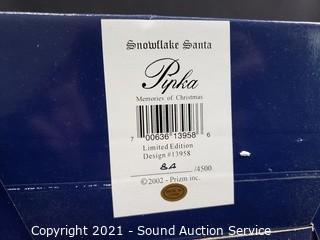 Snowflake Santa
Pipka
Memories of Christmas
7 00636 13958 6
Limited Edition
Design #13958
/4500
©2002 - Prizm inc.
Copyright 2021 - Sound Auction Service